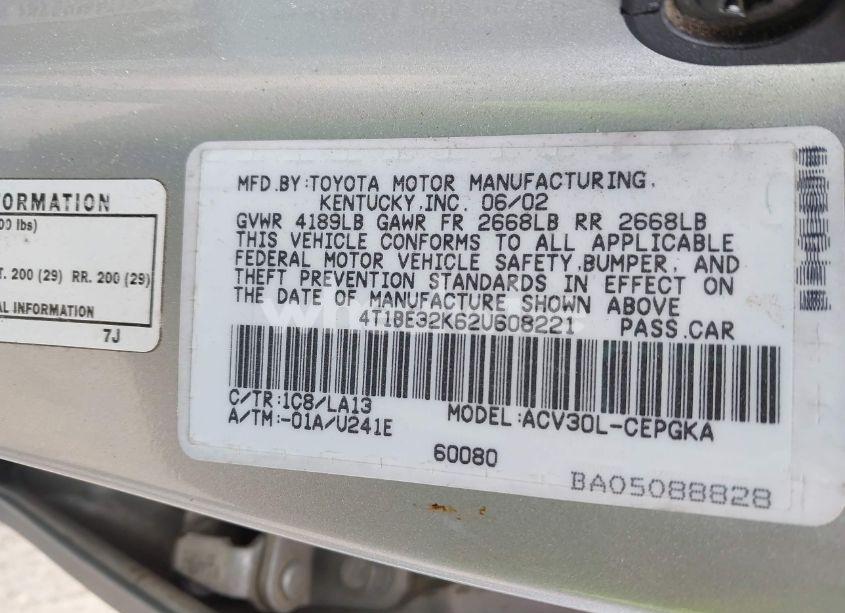 FORMATION
00 lbs)
T. 200 (29) RR. 200 (29)
AL INFORMATION
7J
MFD.BY:TOYOTA MOTOR MANUFACTURING,
KENTUCKY,INC. 06/02
GVWR 4189LB GAWR FR 2668LB RR 2668LB
THIS VEHICLE CONFORMS TO ALL APPLICABLE
FEDERAL MOTOR VEHICLE SAFETY,BUMPER, AND
THEFT PREVENTION STANDARDS IN EFFECT ON
THE DATE OF MANUFACTURE SHOWN ABOVE
4T1BE32K62U608221 PASS.CAR
C/TR:1C8/LA13
A/TM:-01A/U241E
MODEL:ACV30L-CEPGKA
60080
BA05088828